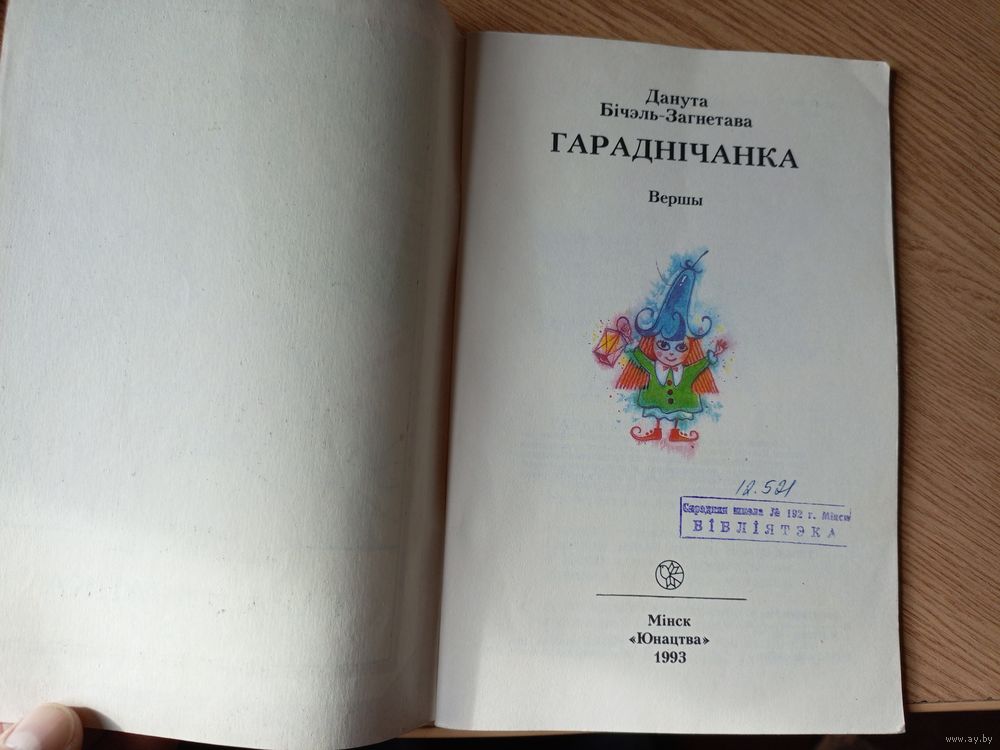 Данута
Бічэль-Загнетава
ГАРАДНІЧАНКА
Вершы
12.521
Сярэдняя школа № 192 г. Мінск
БІБЛІЯТЭКА
Мінск
«Юнацтва»
1993
www.ay.by